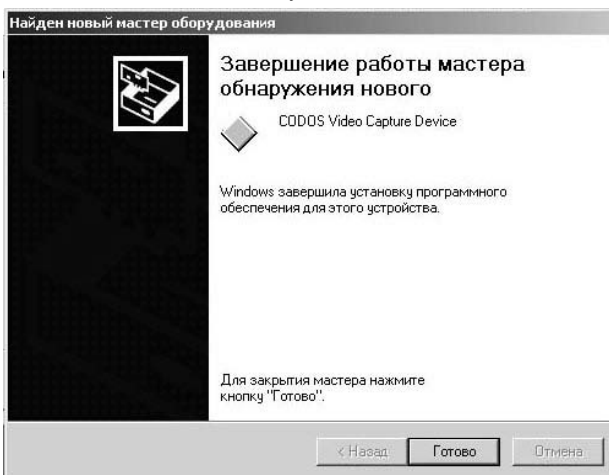 Найден новый мастер оборудования
Завершение работы мастера
обнаружения нового
CODOS Video Capture Device
Windows завершила установку программного
обеспечения для этого устройства.
Для закрытия мастера нажмите
кнопку "Готово".
< Назад
Готово
Отмена